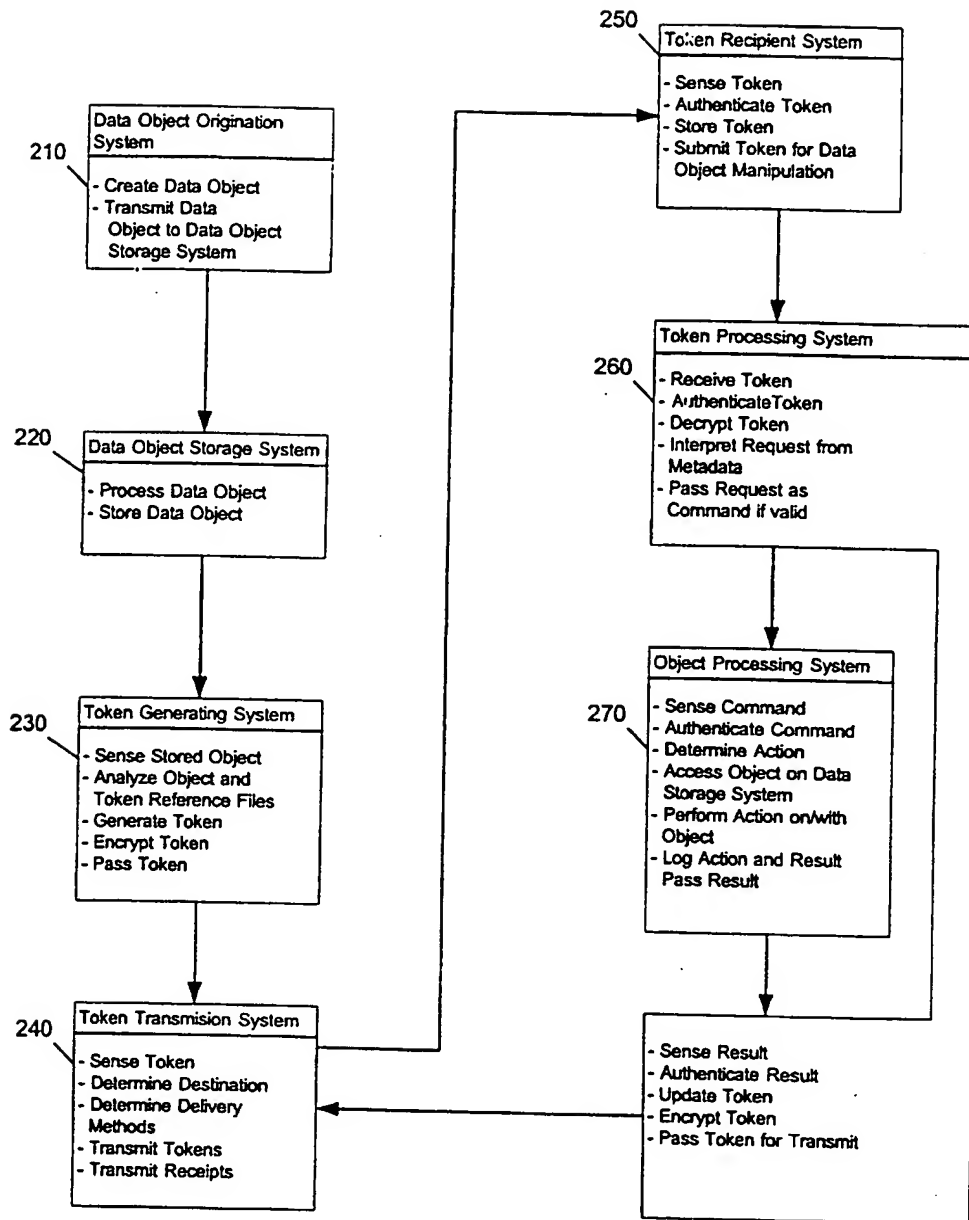 210
Data Object Origination
System
- Create Data Object
- Transmit Data
Object to Data Object
Storage System
220
Data Object Storage System
- Process Data Object
- Store Data Object
230
Token Generating System
- Sense Stored Object
- Analyze Object and
Token Reference Files
- Generate Token
- Encrypt Token
- Pass Token
240
Token Transmision System
- Sense Token
- Determine Destination
- Determine Delivery
Methods
- Transmit Tokens
- Transmit Receipts
250
Token Recipient System
- Sense Token
- Authenticate Token
- Store Token
- Submit Token for Data
Object Manipulation
260
Token Processing System
- Receive Token
- AuthenticateToken
- Decrypt Token
- Interpret Request from
Metadata
- Pass Request as
Command if valid
270
Object Processing System
- Sense Command
- Authenticate Command
- Determine Action
- Access Object on Data
Storage System
- Perform Action on/with
Object
- Log Action and Result
Pass Result
- Sense Result
- Authenticate Result
- Update Token
- Encrypt Token
- Pass Token for Transmit